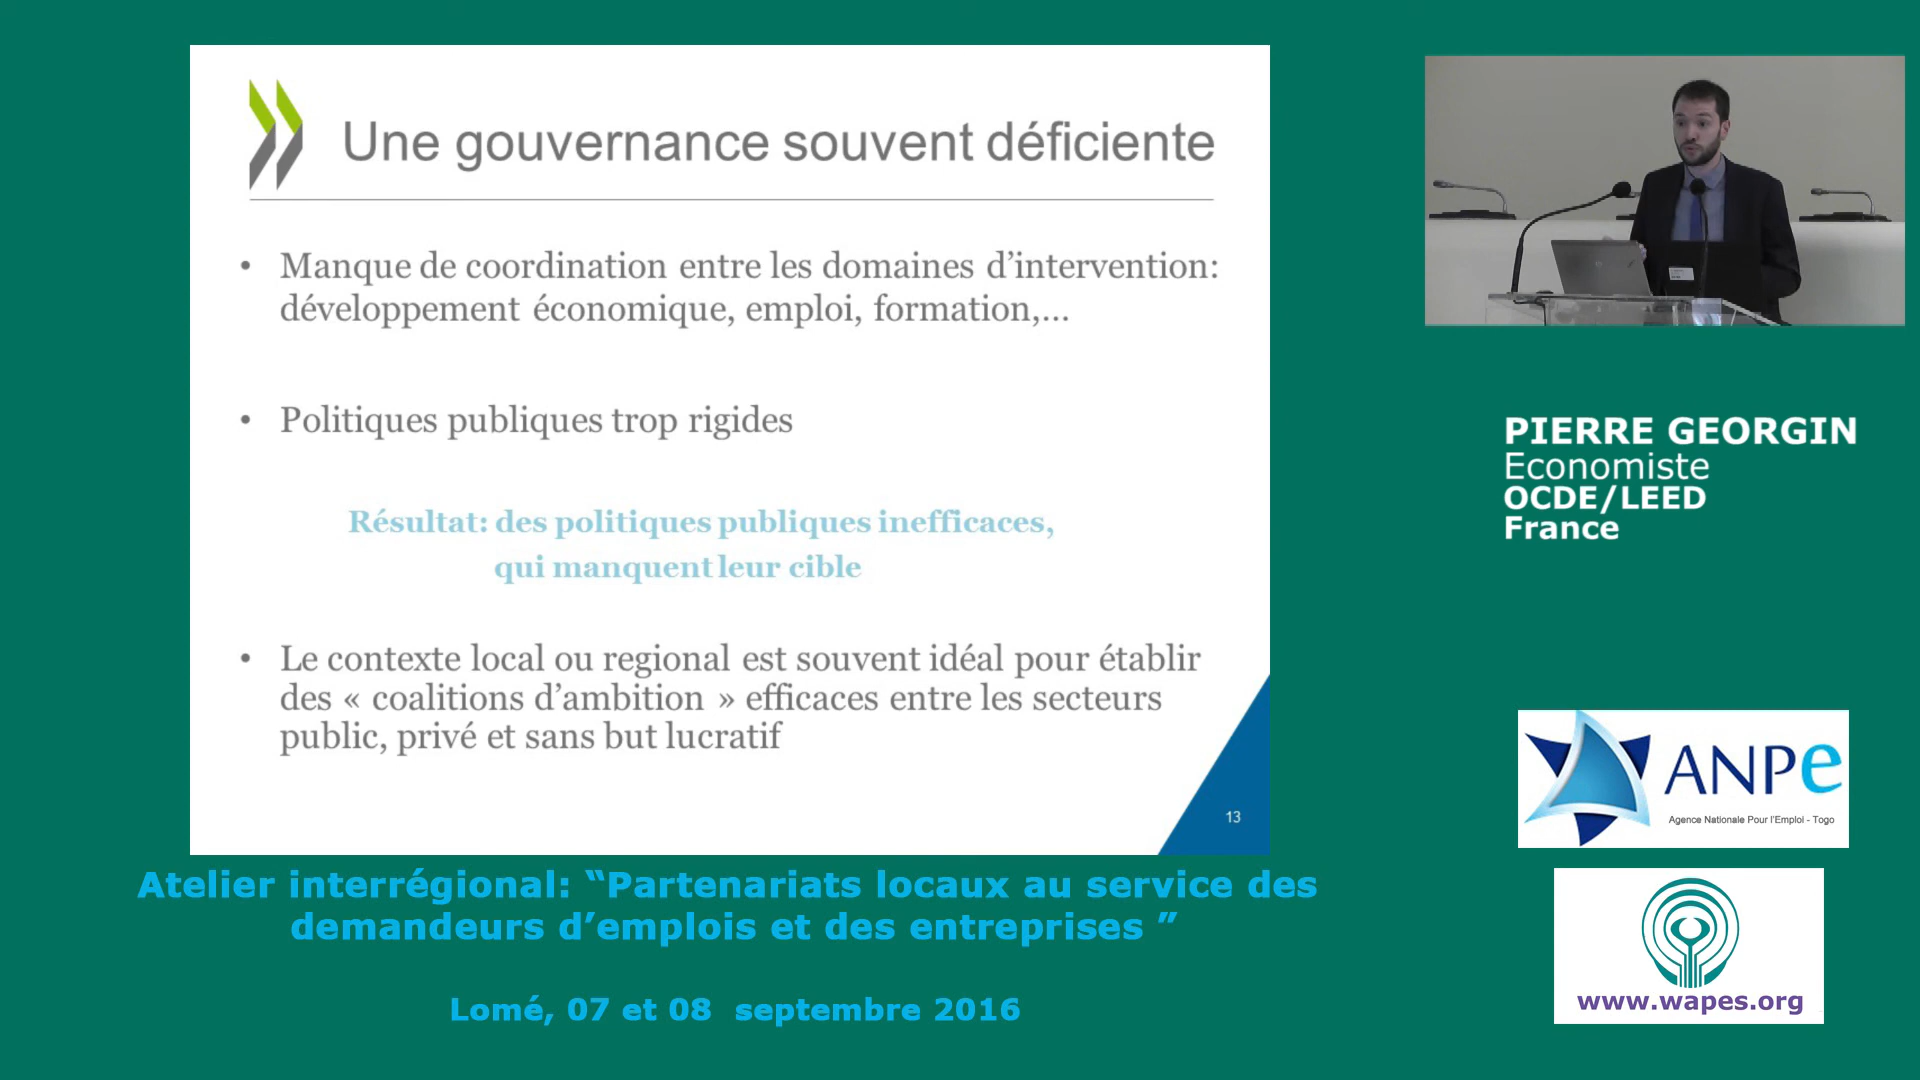 Une gouvernance souvent déficiente
• Manque de coordination entre les domaines d’intervention:
développement économique, emploi, formation,...
• Politiques publiques trop rigides
Résultat: des politiques publiques inefficaces,
qui manquent leur cible
• Le contexte local ou regional est souvent idéal pour établir
des « coalitions d’ambition » efficaces entre les secteurs
public, privé et sans but lucratif
13
PIERRE GEORGIN
Economiste
OCDE/LEED
France
ANPe
Agence Nationale Pour l’Emploi - Togo
www.wapes.org
Atelier interrégional: “Partenariats locaux au service des
demandeurs d’emplois et des entreprises ”
Lomé, 07 et 08 septembre 2016